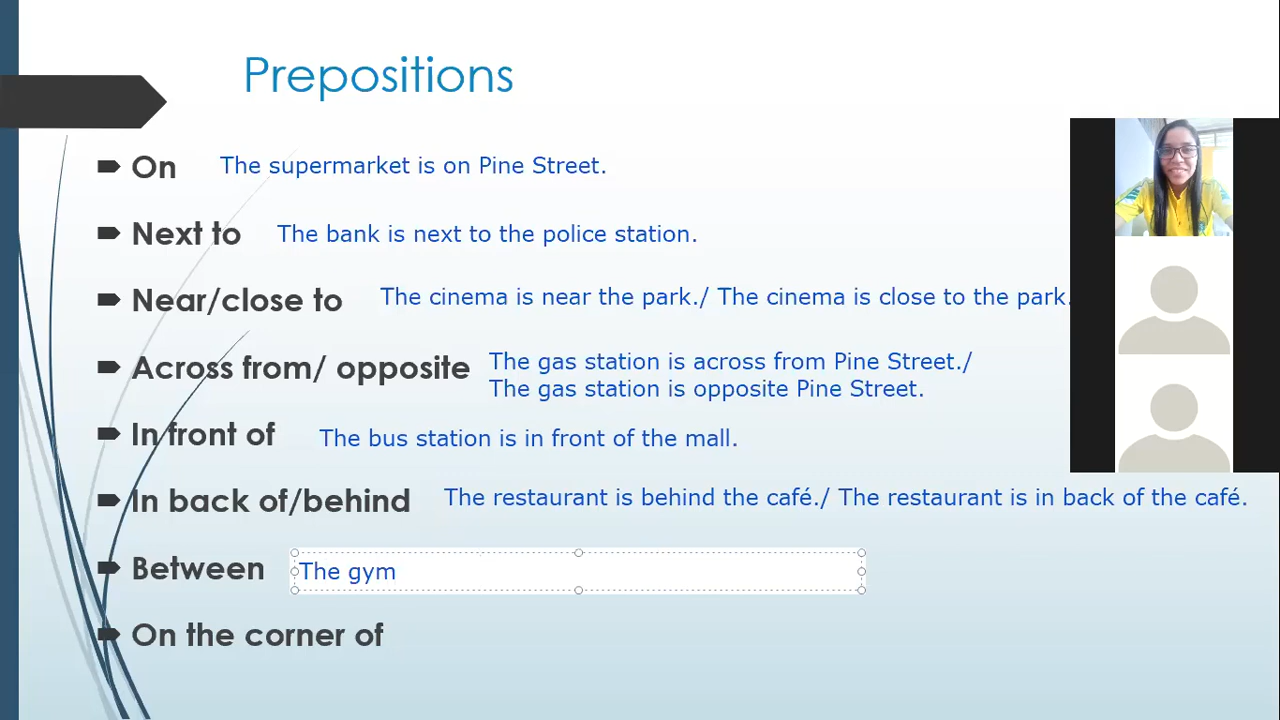 Prepositions
On The supermarket is on Pine Street.
Next to The bank is next to the police station.
Near/close to The cinema is near the park./ The cinema is close to the park.
Across from/ opposite The gas station is across from Pine Street./
The gas station is opposite Pine Street.
In front of The bus station is in front of the mall.
In back of/behind The restaurant is behind the café./ The restaurant is in back of the café.
Between The gym
On the corner of